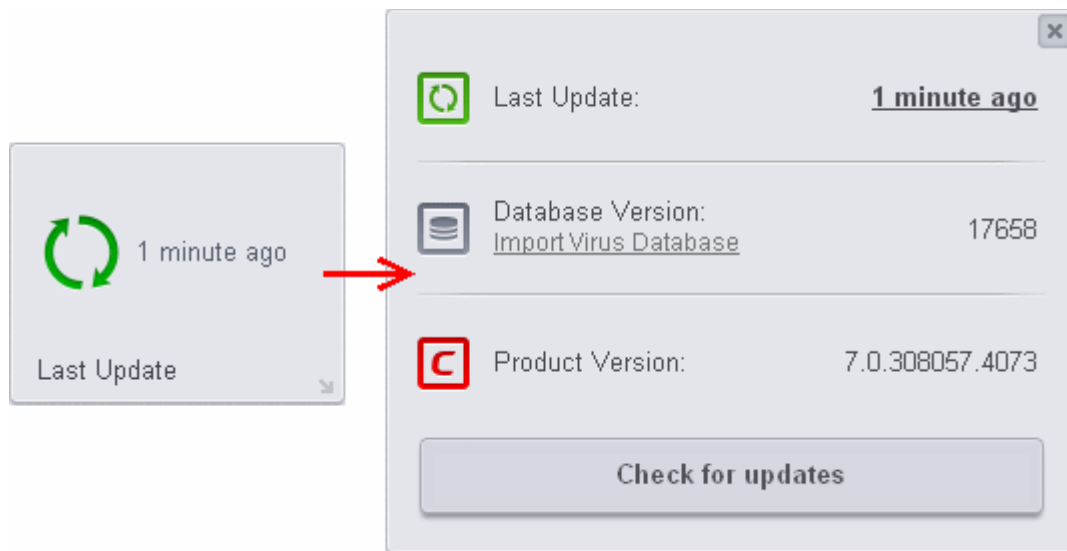 1 minute ago
Last Update
Last Update: 1 minute ago
Database Version:
Import Virus Database
17658
Product Version: 7.0.308057.4073
Check for updates